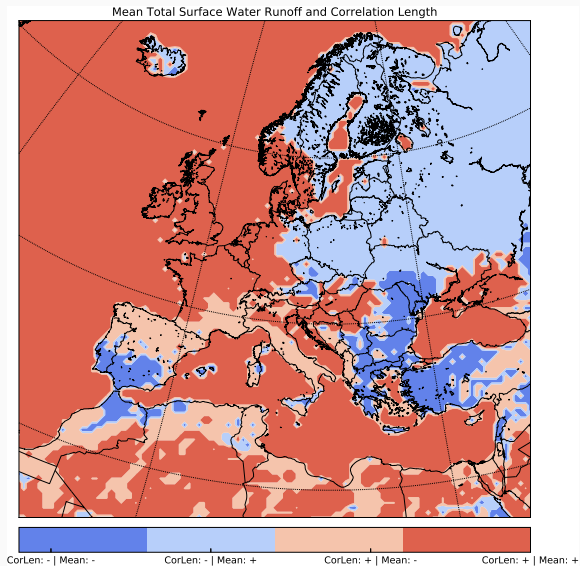 Mean Total Surface Water Runoff and Correlation Length
CorLen: - | Mean: - CorLen: - | Mean: + CorLen: + | Mean: - CorLen: + | Mean: +